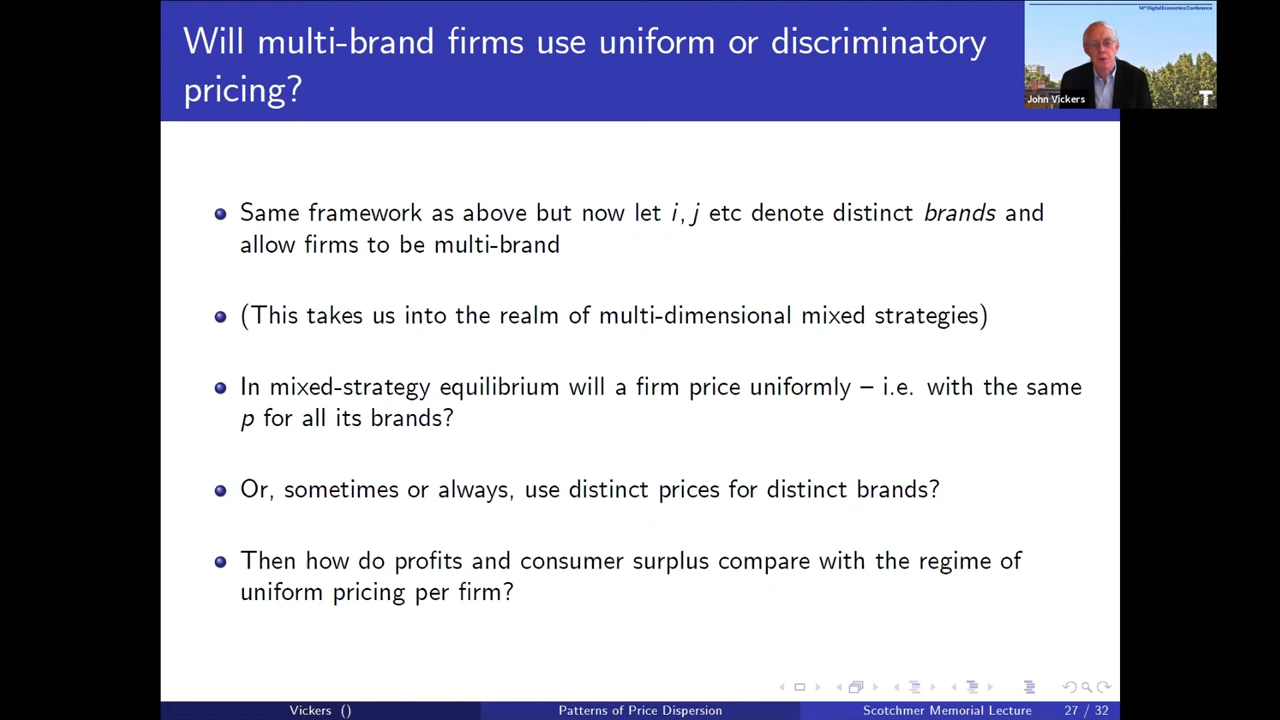 Will multi-brand firms use uniform or discriminatory
pricing?
14th Digital Economics Conference
John Vickers
Same framework as above but now let i, j etc denote distinct brands and
allow firms to be multi-brand
(This takes us into the realm of multi-dimensional mixed strategies)
In mixed-strategy equilibrium will a firm price uniformly – i.e. with the same
p for all its brands?
Or, sometimes or always, use distinct prices for distinct brands?
Then how do profits and consumer surplus compare with the regime of
uniform pricing per firm?
Vickers ()
Patterns of Price Dispersion
Scotchmer Memorial Lecture
27 / 32